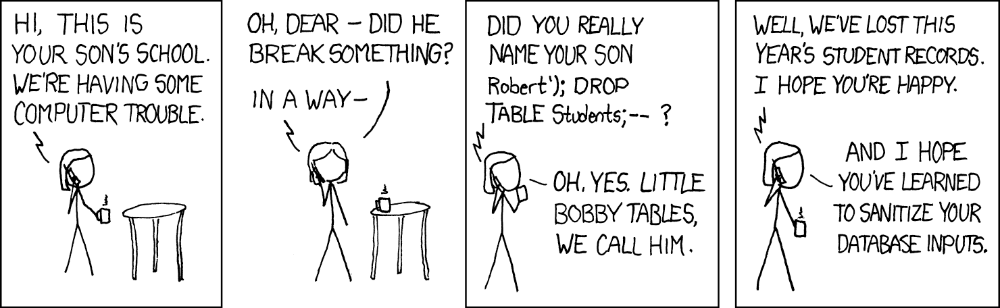 HI, THIS IS
YOUR SON'S SCHOOL.
WE'RE HAVING SOME
COMPUTER TROUBLE.
OH, DEAR – DID HE
BREAK SOMETHING?
IN A WAY–
DID YOU REALLY
NAME YOUR SON
Robert'); DROP
TABLE Students;-- ?
OH. YES. LITTLE
BOBBY TABLES,
WE CALL HIM.
WELL, WE'VE LOST THIS
YEAR'S STUDENT RECORDS.
I HOPE YOU'RE HAPPY.
AND I HOPE
YOU'VE LEARNED
TO SANITIZE YOUR
DATABASE INPUTS.